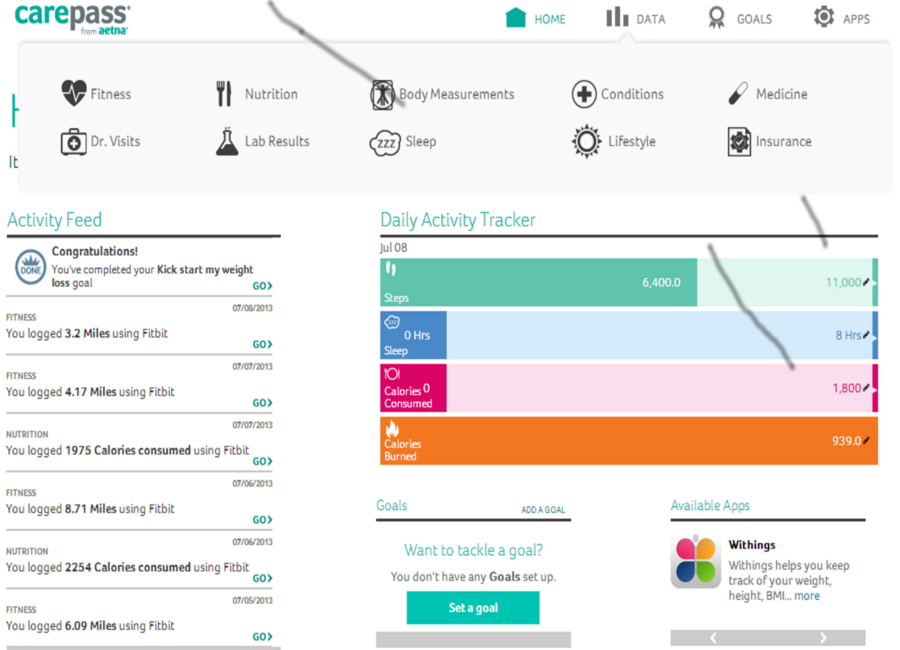 carepass®
from aetna®
HOME
DATA
GOALS
APPS
Fitness
Nutrition
Body Measurements
Conditions
Medicine
Dr. Visits
Lab Results
zzz
Sleep
Lifestyle
Insurance
H
It
Activity Feed
DONE
Congratulations!
You've completed your Kick start my weight
loss goal
GO>
07/08/2013
FITNESS
You logged 3.2 Miles using Fitbit
GO>
07/07/2013
FITNESS
You logged 4.17 Miles using Fitbit
GO>
07/07/2013
NUTRITION
You logged 1975 Calories consumed using Fitbit
GO>
07/06/2013
FITNESS
You logged 8.71 Miles using Fitbit
GO>
07/06/2013
NUTRITION
You logged 2254 Calories consumed using Fitbit
GO>
07/05/2013
FITNESS
You logged 6.09 Miles using Fitbit
GO>
Daily Activity Tracker
Jul 08
Steps
6,400.0
11,000
zzz
0 Hrs
Sleep
8 Hrs
Calories 0
Consumed
1,800
Calories
Burned
939.0
Goals
ADD A GOAL
Want to tackle a goal?
You don't have any Goals set up.
Set a goal
Available Apps
Withings
Withings helps you keep
track of your weight,
height, BMI... more